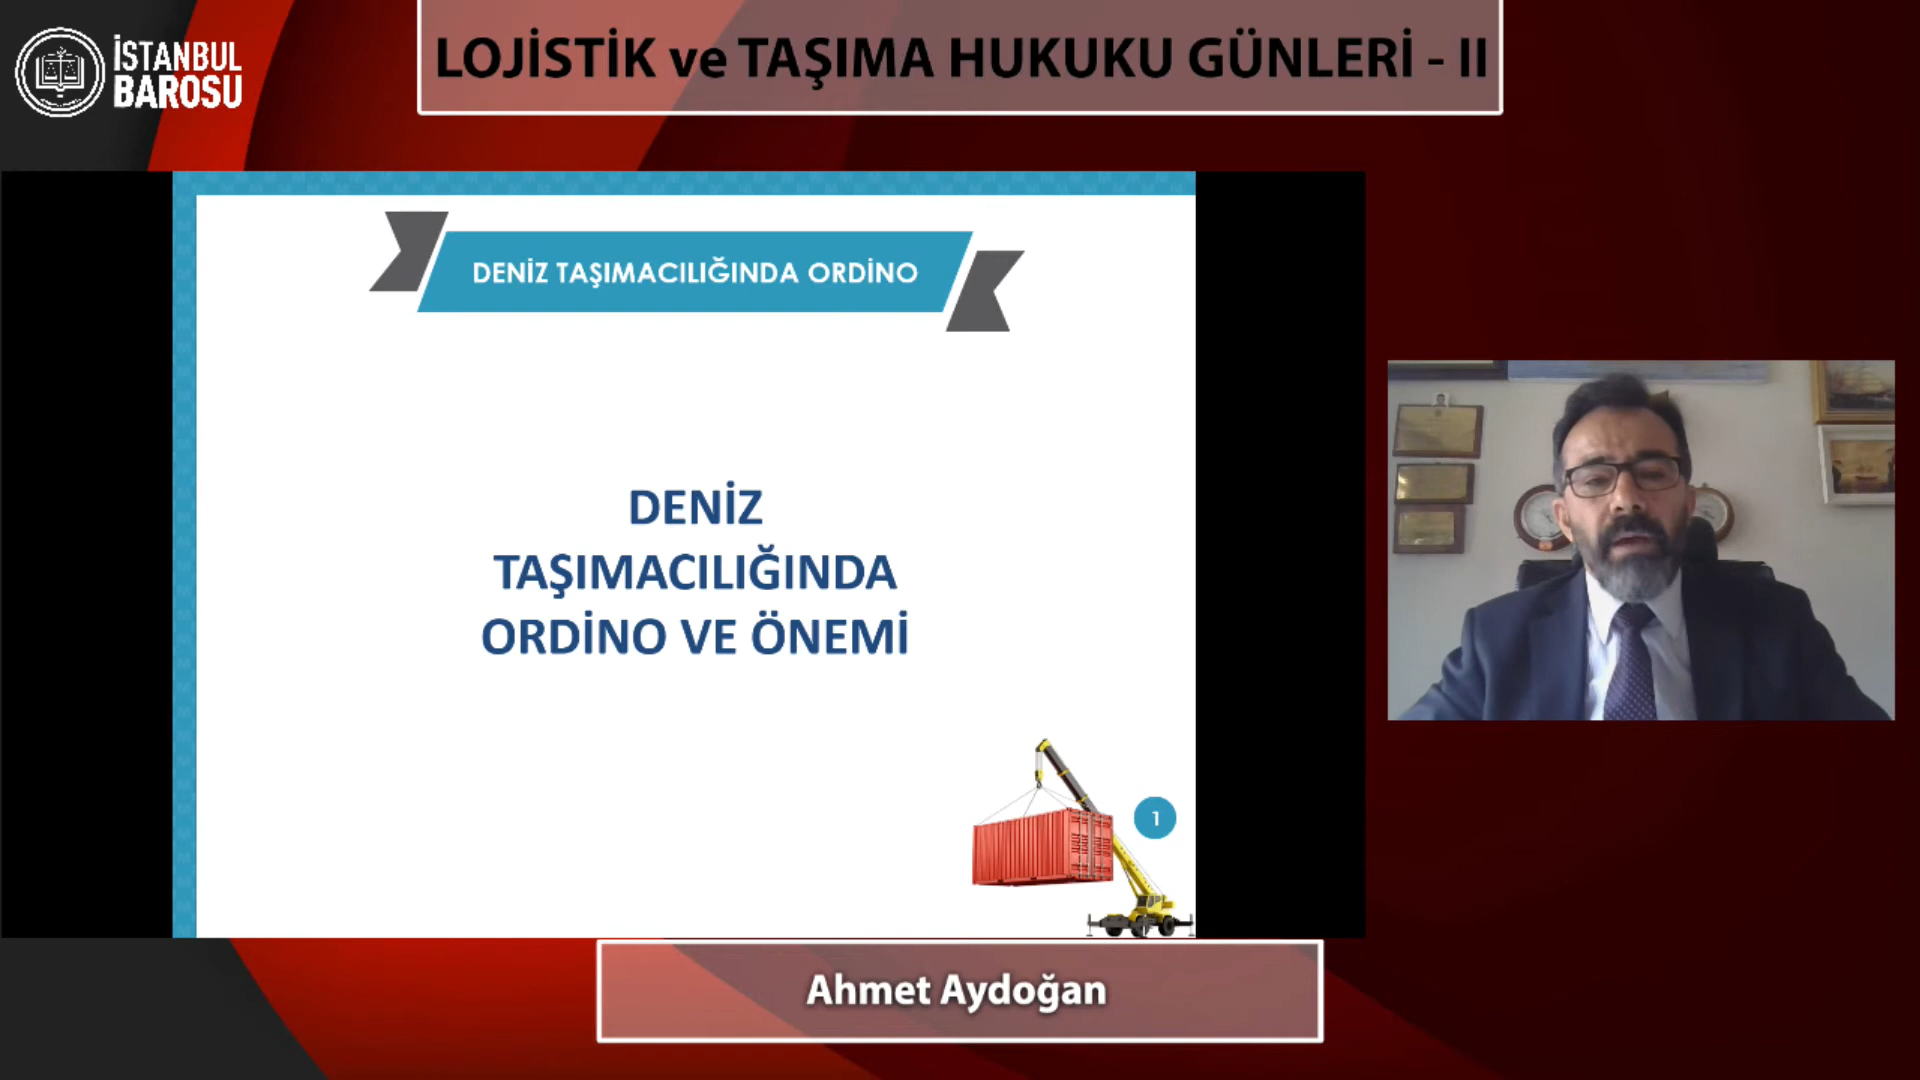 İSTANBUL
BAROSU
LOJİSTİK ve TAŞIMA HUKUKU GÜNLERİ - II
DENİZ TAŞIMACILIĞINDA ORDİNO
DENİZ
TAŞIMACILIĞINDA
ORDİNO VE ÖNEMİ
1
Ahmet Aydoğan